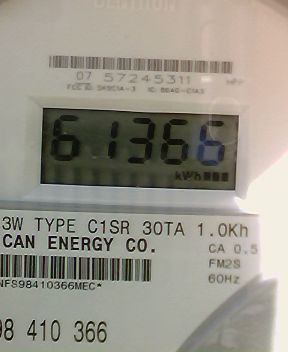 07 57245311
61366
kWh
3W TYPE C1SR 30TA 1.0Kh
CAN ENERGY CO.
CA 0.5
FM2S
60Hz
NFS98410366MEC*
98 410 366